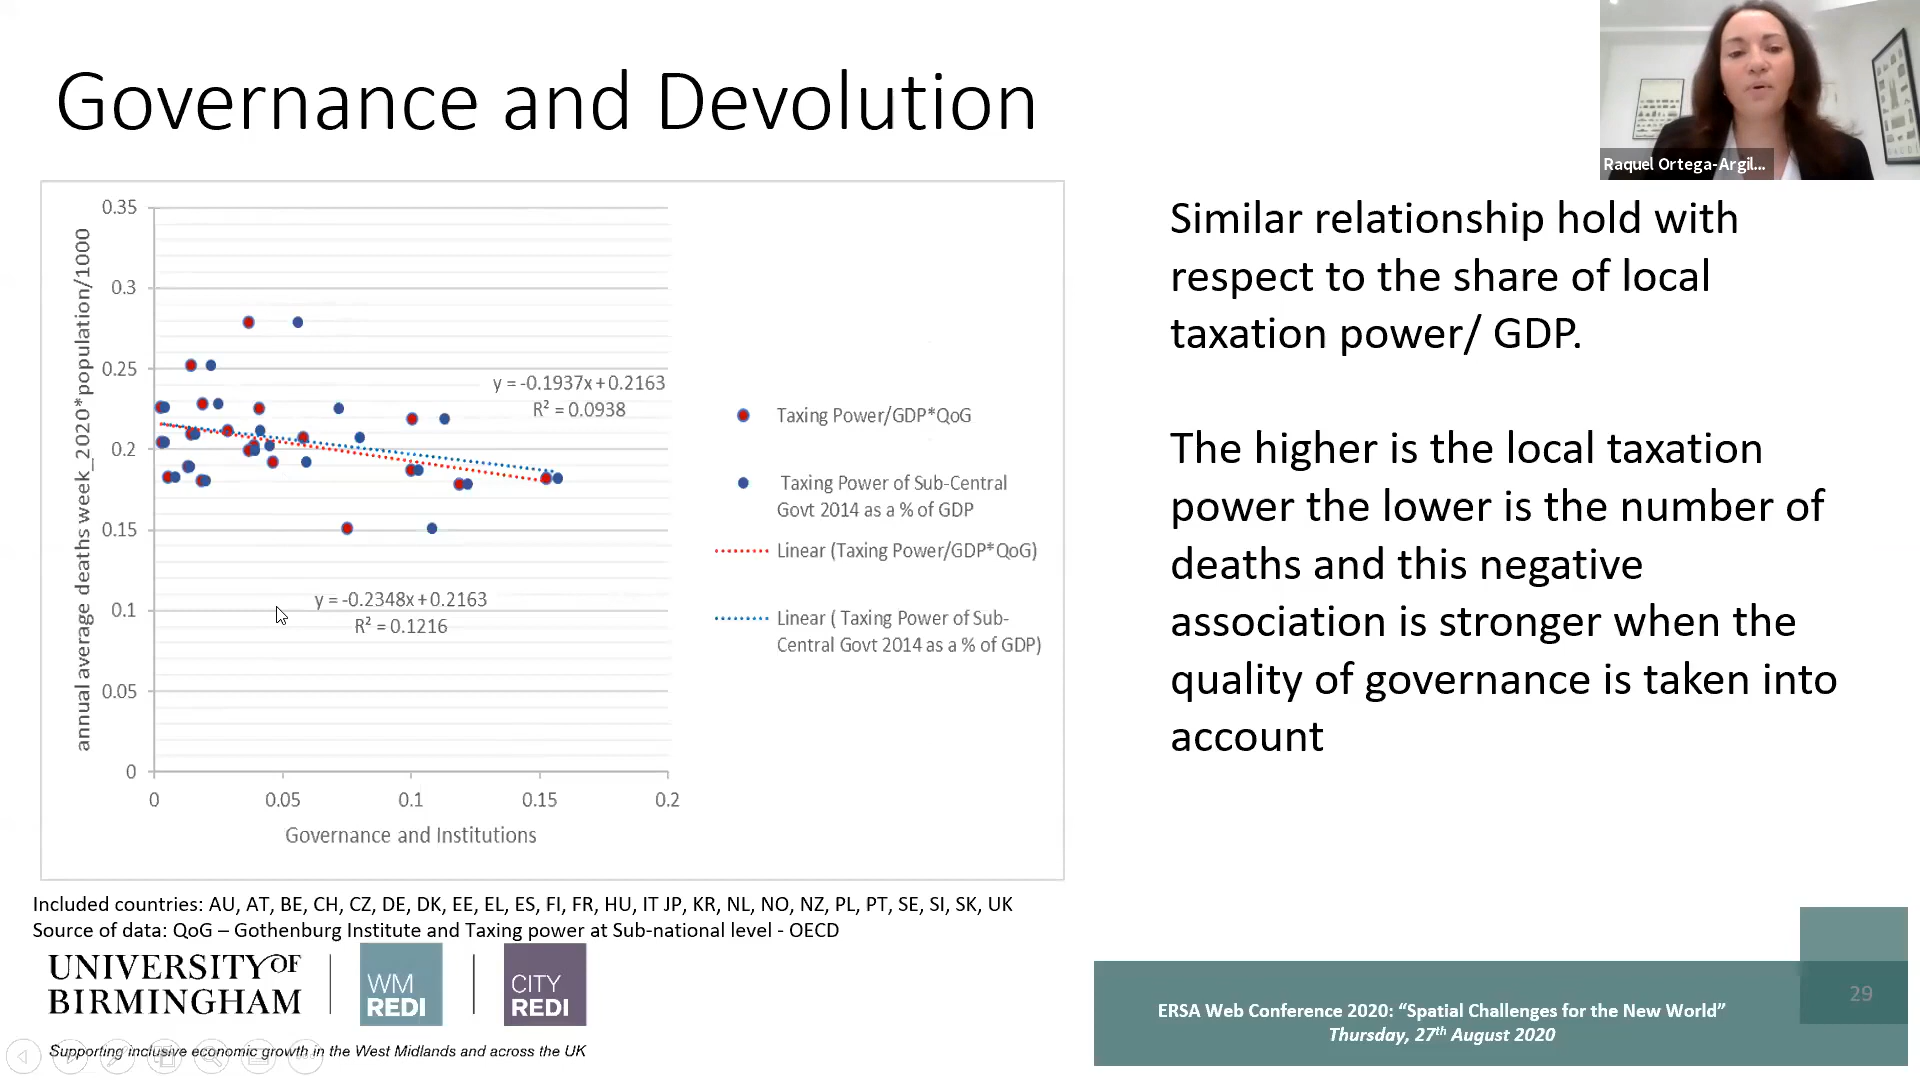 Governance and Devolution
Raquel Ortega-Argil...
annual average deaths week_2020*population/1000
0.35
0.3
0.25
0.2
0.15
0.1
0.05
0
0
0.05
0.1
0.15
0.2
Governance and Institutions
y = -0.1937x + 0.2163
R² = 0.0938
y = -0.2348x + 0.2163
R² = 0.1216
Taxing Power/GDP*QoG
Taxing Power of Sub-Central
Govt 2014 as a % of GDP
Linear (Taxing Power/GDP*QoG)
Linear ( Taxing Power of Sub-
Central Govt 2014 as a % of GDP)
Similar relationship hold with
respect to the share of local
taxation power/ GDP.
The higher is the local taxation
power the lower is the number of
deaths and this negative
association is stronger when the
quality of governance is taken into
account
Included countries: AU, AT, BE, CH, CZ, DE, DK, EE, EL, ES, FI, FR, HU, IT JP, KR, NL, NO, NZ, PL, PT, SE, SI, SK, UK
Source of data: QoG – Gothenburg Institute and Taxing power at Sub-national level - OECD
UNIVERSITY OF
BIRMINGHAM
WM
REDI
CITY
REDI
Supporting inclusive economic growth in the West Midlands and across the UK
ERSA Web Conference 2020: “Spatial Challenges for the New World”
Thursday, 27th August 2020
29